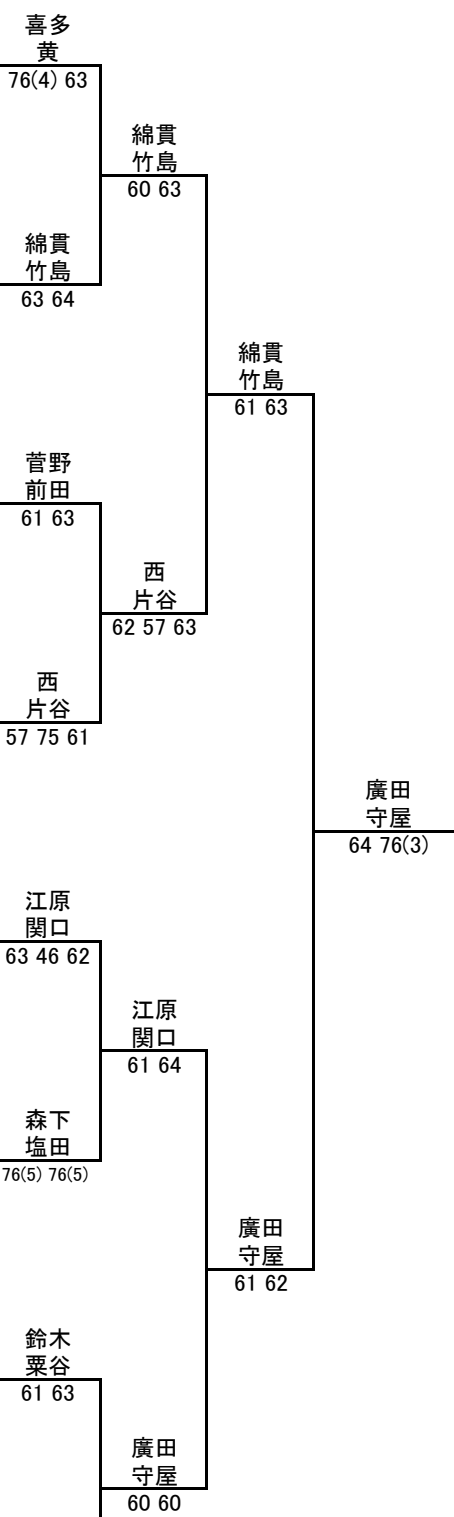 喜多
黄
76(4) 63
綿貫
竹島
60 63
綿貫
竹島
63 64
綿貫
竹島
61 63
菅野
前田
61 63
西
片谷
62 57 63
西
片谷
57 75 61
廣田
守屋
64 76(3)
江原
関口
63 46 62
江原
関口
61 64
森下
塩田
76(5) 76(5)
廣田
守屋
61 62
鈴木
粟谷
61 63
廣田
守屋
60 60